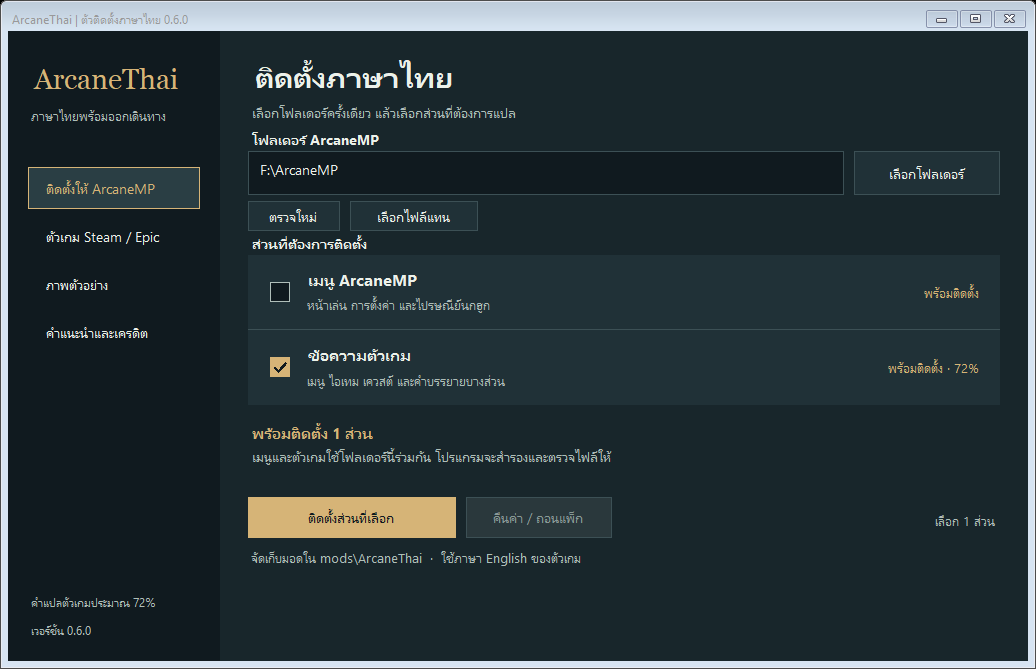 ArcaneThai | ตัวติดตั้งภาษาไทย 0.6.0
ArcaneThai
ภาษาไทยพร้อมออกเดินทาง
ติดตั้งให้ ArcaneMP
ตัวเกม Steam / Epic
ภาพตัวอย่าง
คำแนะนำและเครดิต
คำแปลตัวเกมประมาณ 72%
เวอร์ชัน 0.6.0
ติดตั้งภาษาไทย
เลือกโฟลเดอร์ครั้งเดียว แล้วเลือกส่วนที่ต้องการแปล
โฟลเดอร์ ArcaneMP
F:\ArcaneMP
เลือกโฟลเดอร์
ตรวจใหม่
เลือกไฟล์แทน
ส่วนที่ต้องการติดตั้ง
เมนู ArcaneMP
หน้าเล่น การตั้งค่า และไปรษณีย์นกฮูก
พร้อมติดตั้ง
ข้อความตัวเกม
เมนู ไอเทม เควสต์ และคำบรรยายบางส่วน
พร้อมติดตั้ง · 72%
พร้อมติดตั้ง 1 ส่วน
เมนูและตัวเกมใช้โฟลเดอร์นี้ร่วมกัน โปรแกรมจะสำรองและตรวจไฟล์ให้
ติดตั้งส่วนที่เลือก
คืนค่า / ถอนแพ็ก
เลือก 1 ส่วน
จัดเก็บมอดใน mods\ArcaneThai · ใช้ภาษา English ของตัวเกม